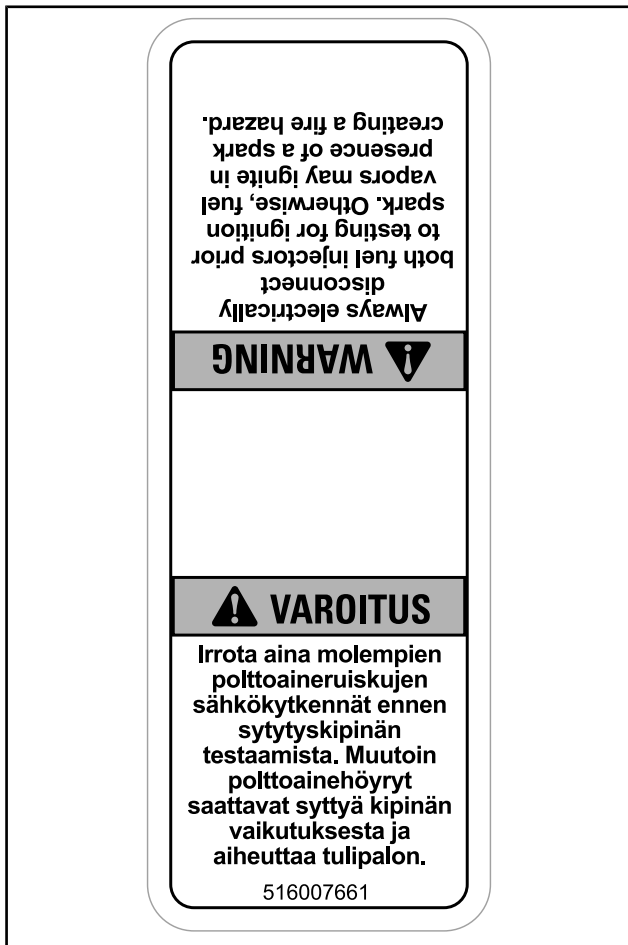 WARNING
Always electrically
disconnect
both fuel injectors prior
to testing for ignition
spark. Otherwise, fuel
vapors may ignite in
presence of a spark
creating a fire hazard.
VAROITUS
Irrota aina molempien
polttoaineruiskujen
sähkökytkennät ennen
sytytyskipinän
testaamista. Muutoin
polttoainehöyryt
saattavat syttyä kipinän
vaikutuksesta ja
aiheuttaa tulipalon.
516007661